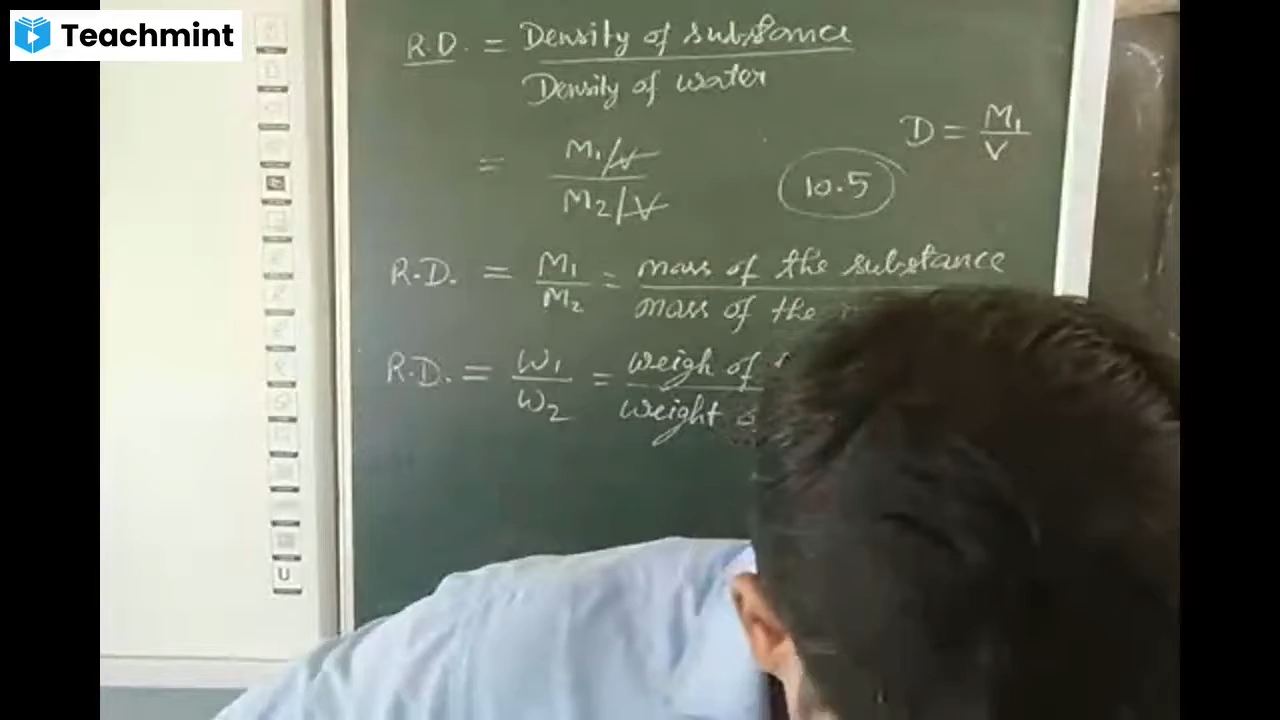 Teachmint
R.D. = Density of substance / Density of water
D = M₁/V
= M₁/V / M₂/V
10.5
R.D. = M₁/M₂ = mass of the substance / mass of the
R.D. = W₁/W₂ = weigh of / weight
U